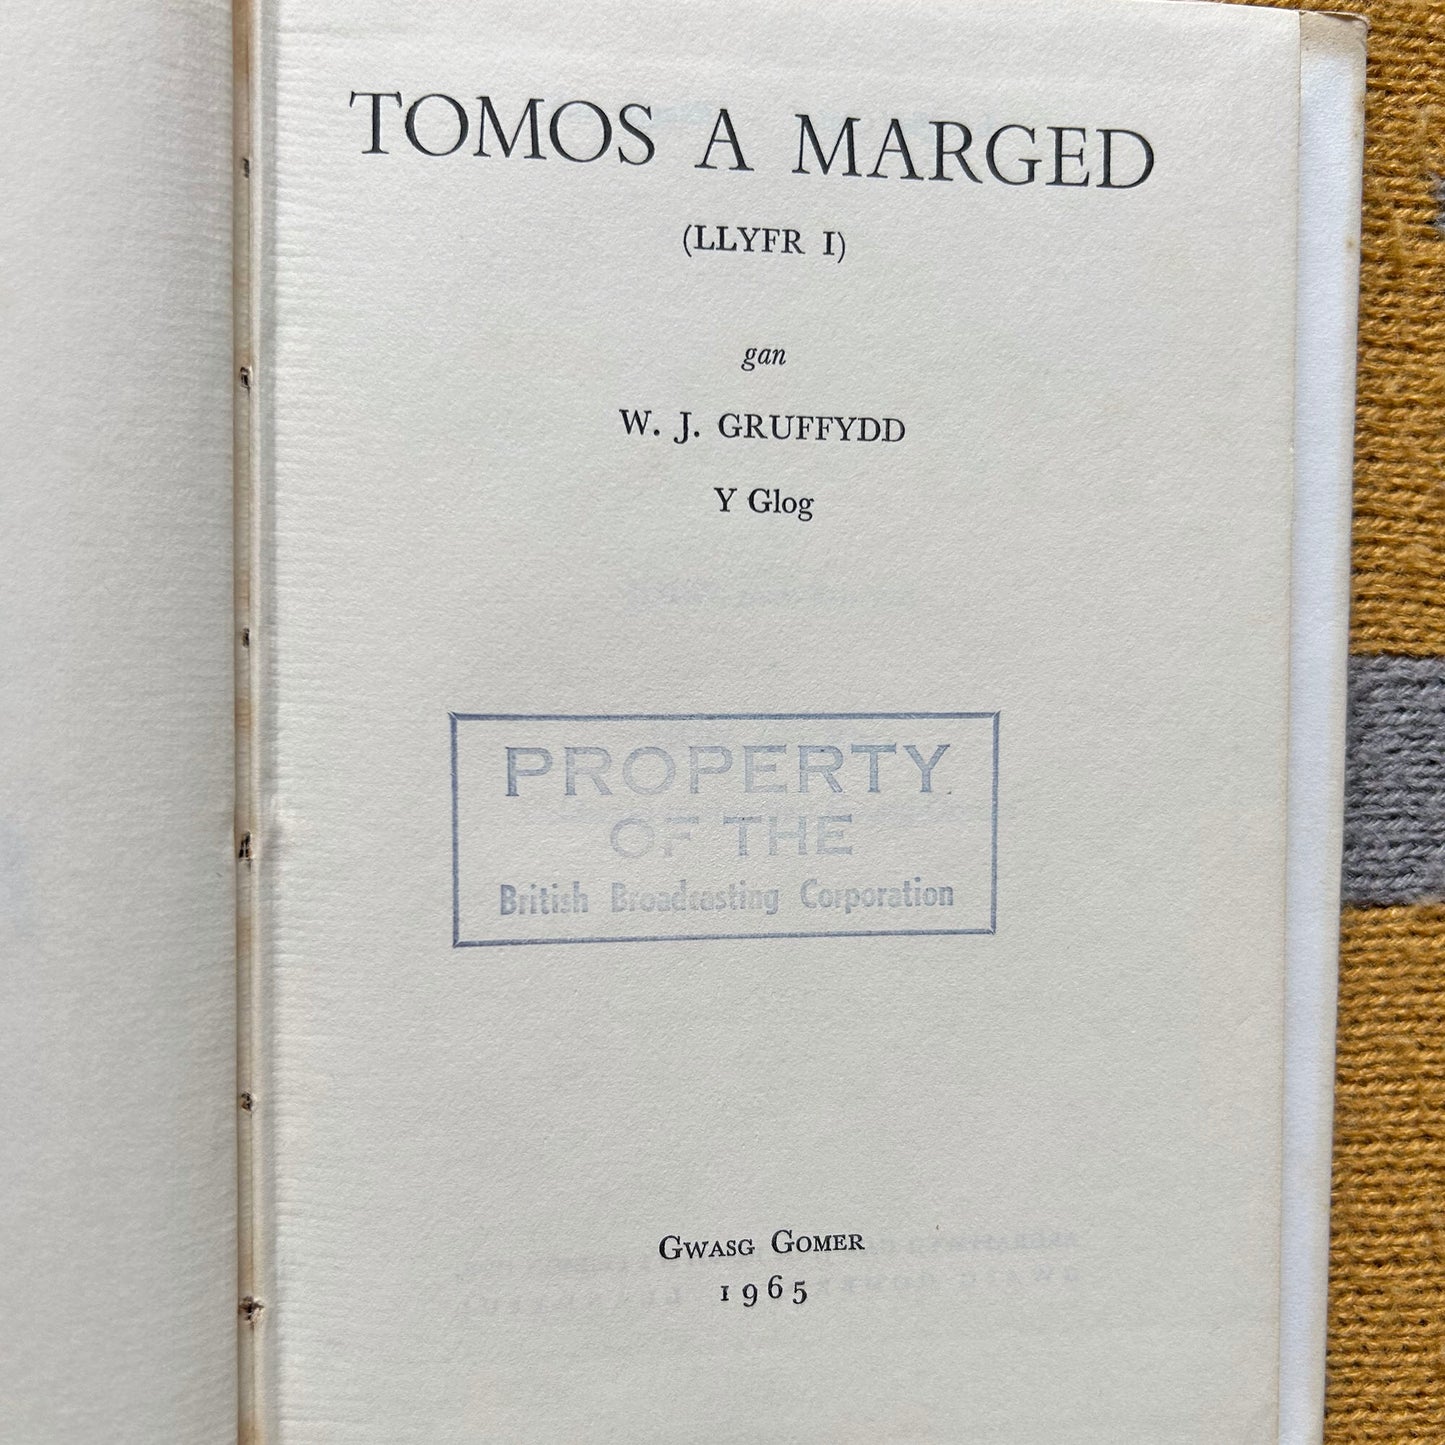 TOMOS A MARGED
(LLYFR I)
gan
W. J. GRUFFYDD
Y Glog
PROPERTY
OF THE
British Broadcasting Corporation
GWASG GOMER
1965